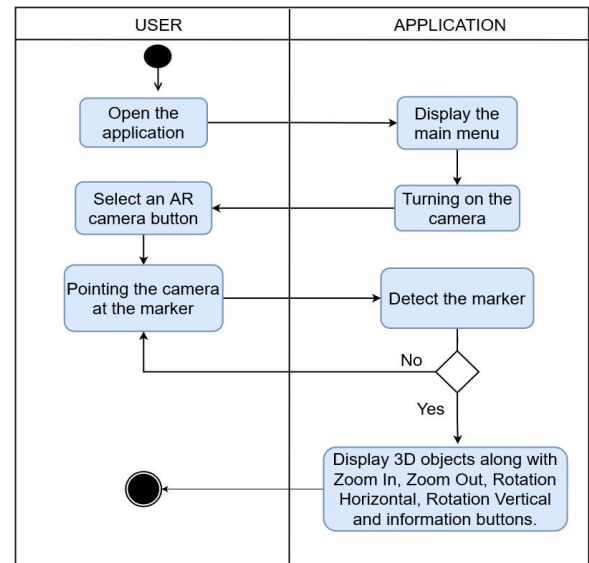 USER
APPLICATION
Open the
application
Display the
main menu
Select an AR
camera button
Turning on the
camera
Pointing the camera
at the marker
Detect the marker
No
Yes
Display 3D objects along with
Zoom In, Zoom Out, Rotation
Horizontal, Rotation Vertical
and information buttons.